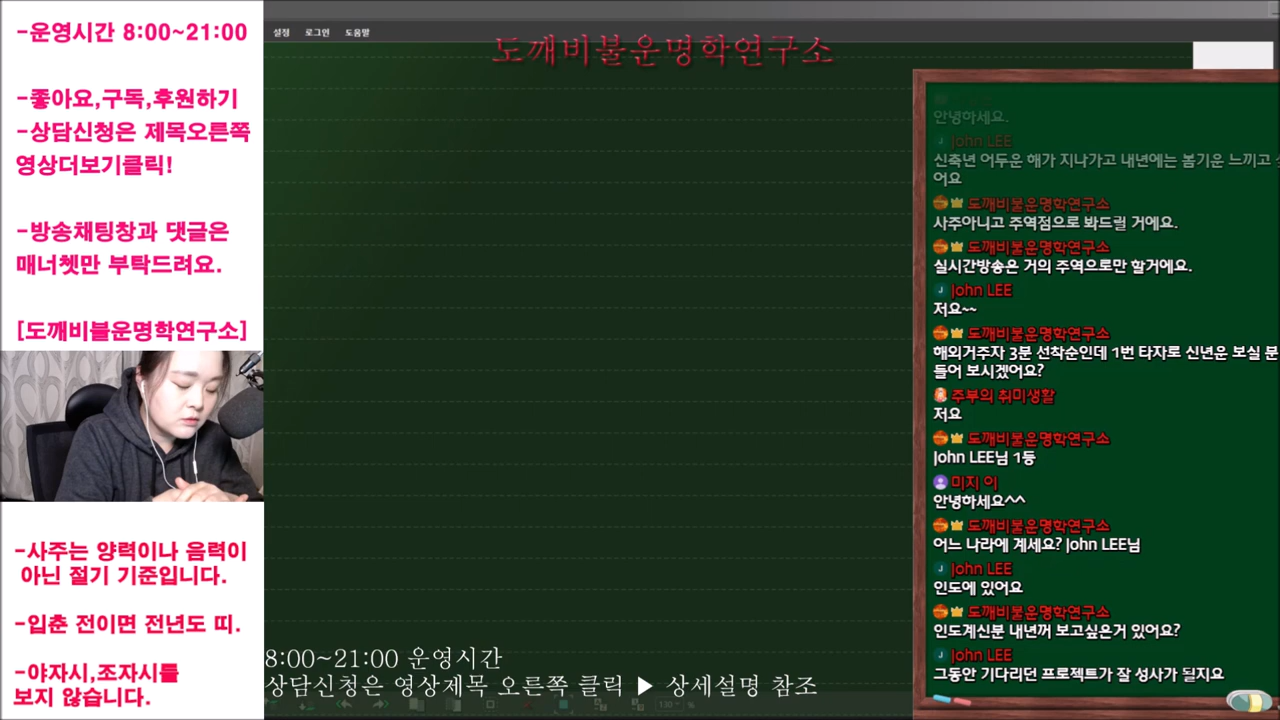 -운영시간 8:00~21:00
-좋아요,구독,후원하기
-상담신청은 제목오른쪽
영상더보기클릭!
-방송채팅창과 댓글은
매너쳇만 부탁드려요.
[도깨비불운명학연구소]
-사주는 양력이나 음력이
아닌 절기 기준입니다.
-입춘 전이면 전년도 띠.
-야자시,조자시를
보지 않습니다.
설정 로그인 도움말
도깨비불운명학연구소
8:00~21:00 운영시간
상담신청은 영상제목 오른쪽 클릭 ▶ 상세설명 참조
130
%
안녕하세요.
J John LEE
신축년 어두운 해가 지나가고 내년에는 봄기운 느끼고
어요
도깨비불운명학연구소
사주아니고 주역점으로 봐드릴 거에요.
도깨비불운명학연구소
실시간방송은 거의 주역으로만 할거에요.
J John LEE
저요~~
도깨비불운명학연구소
해외거주자 3분 선착순인데 1번 타자로 신년운 보실 분
들어 보시겠어요?
주부의 취미생활
저요
도깨비불운명학연구소
John LEE님 1등
미지 이
안녕하세요^^
도깨비불운명학연구소
어느 나라에 계세요? John LEE님
J John LEE
인도에 있어요
도깨비불운명학연구소
인도계신분 내년꺼 보고싶은거 있어요?
J John LEE
그동안 기다리던 프로젝트가 잘 성사가 될지요